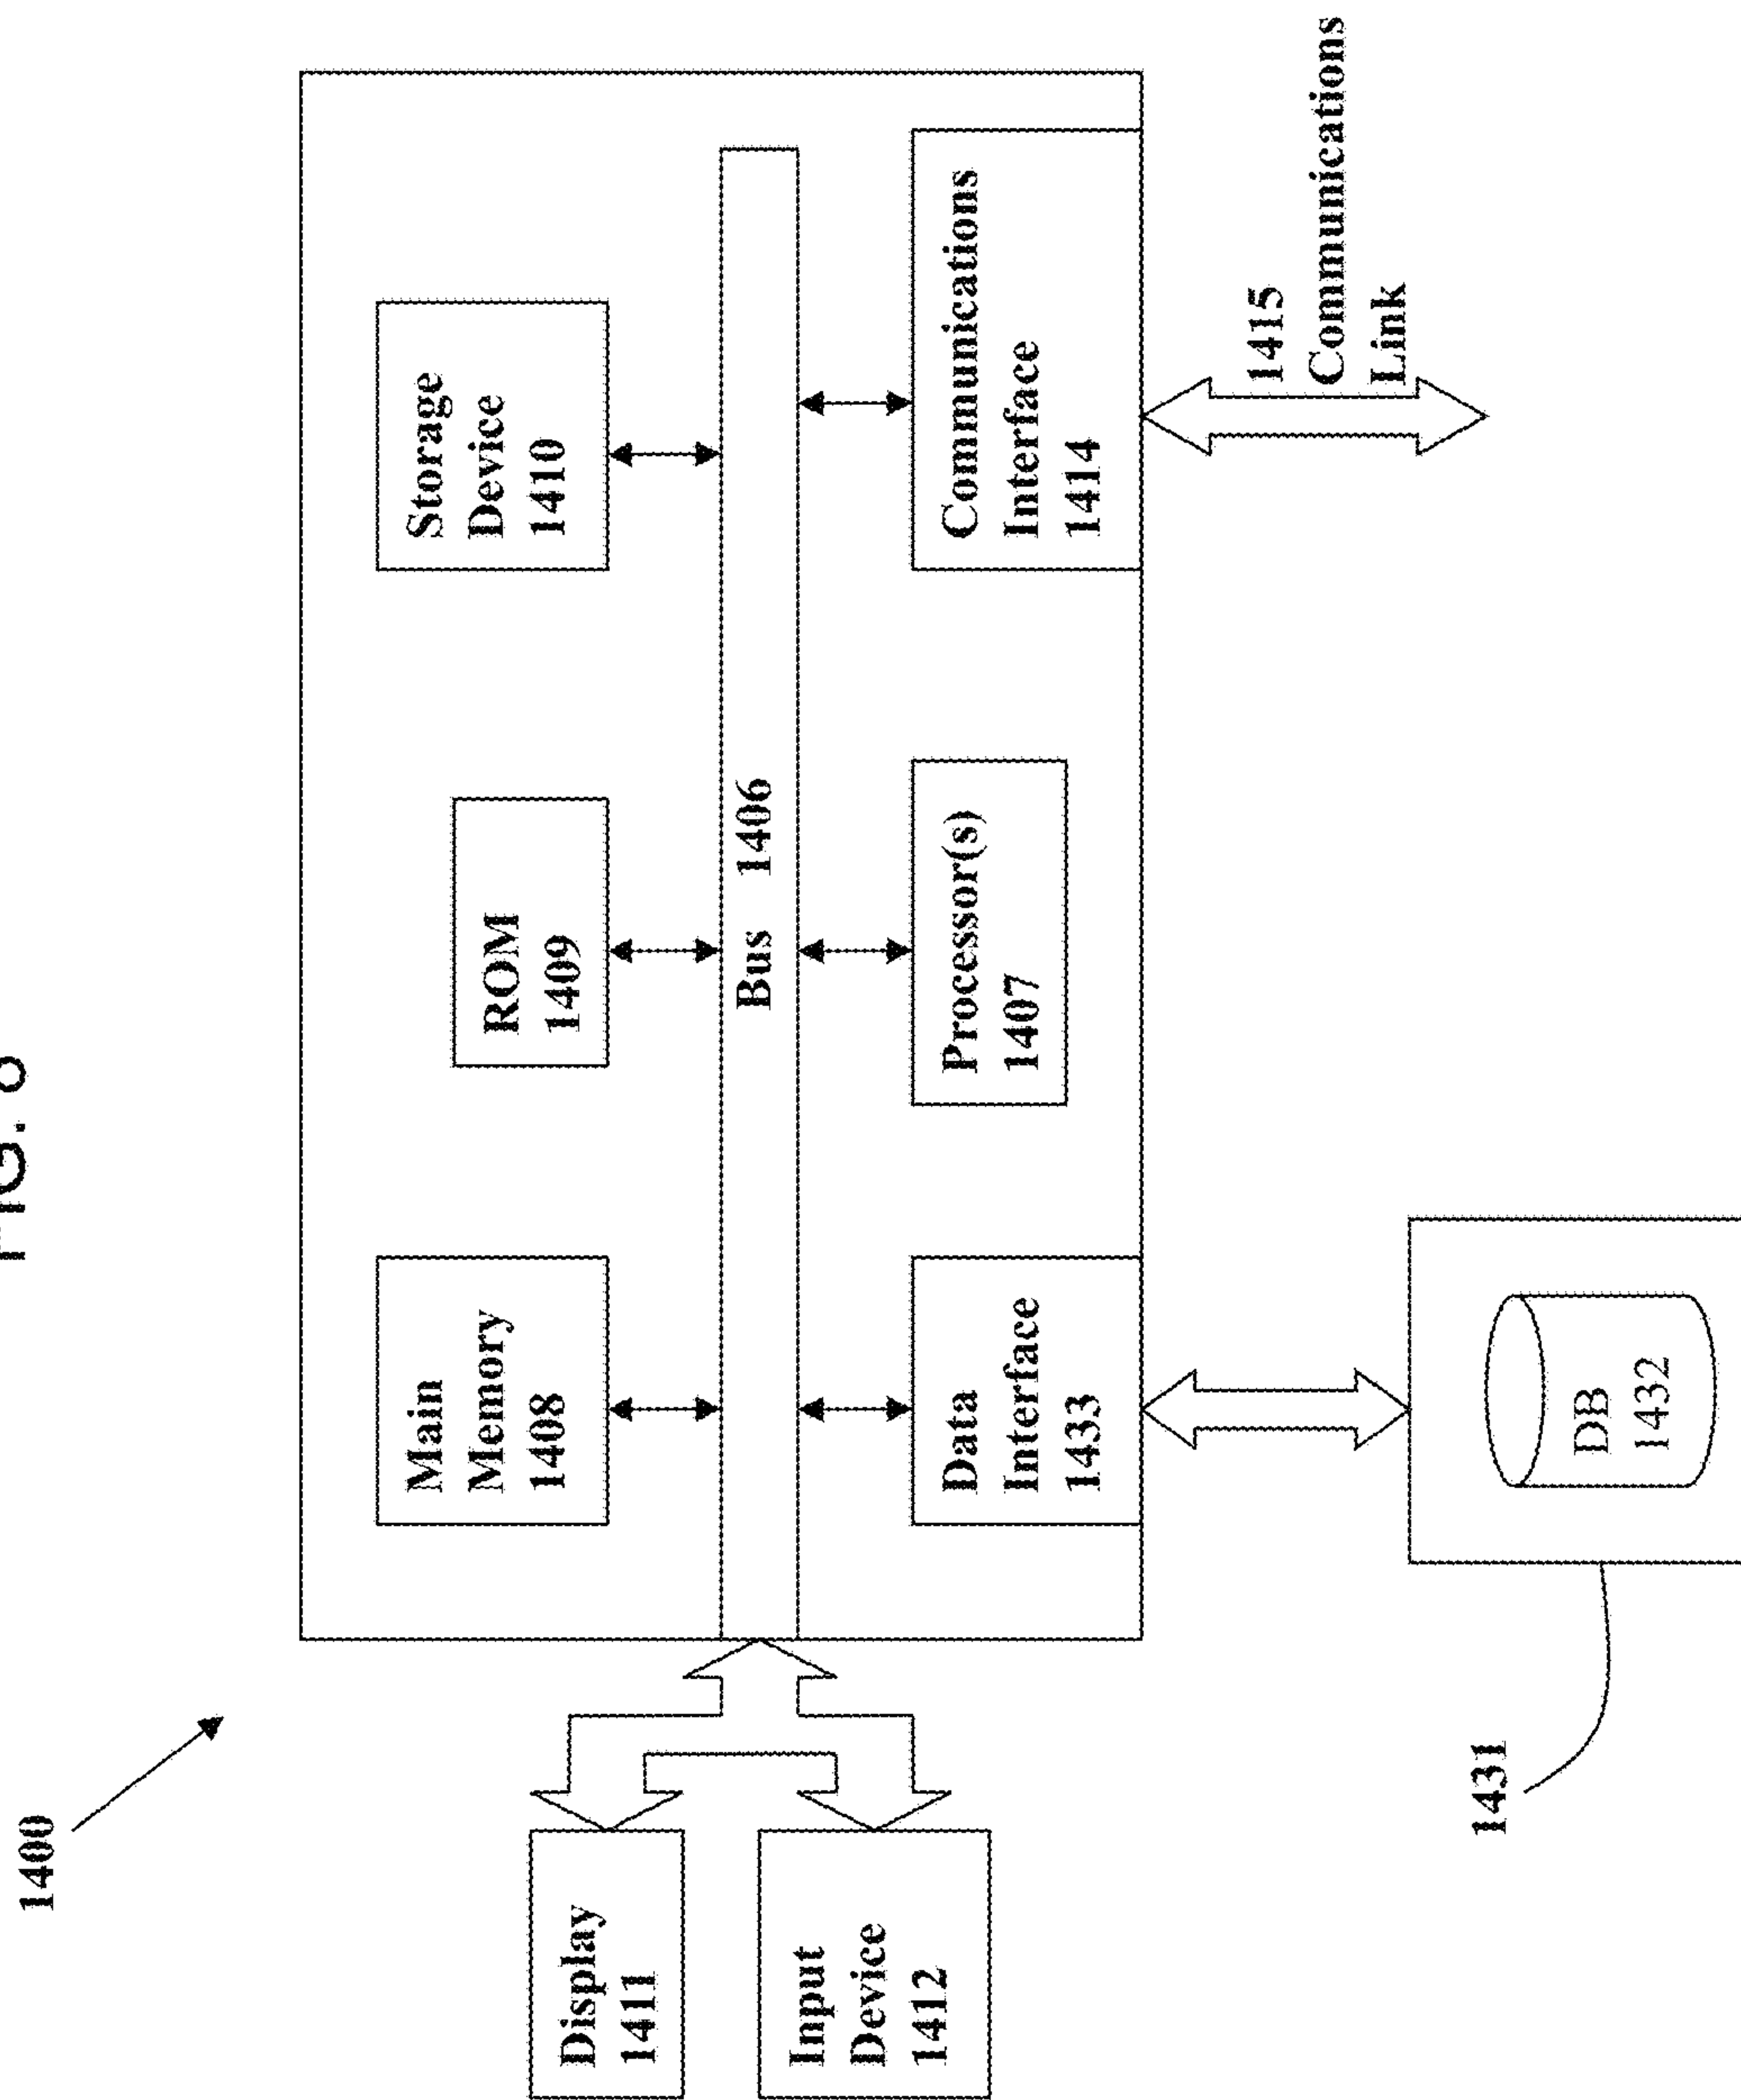 FIG.
1400
Main
Memory
1408
ROM
1409
Storage
Device
1410
Display
1411
Bus 1406
Input
Device
1412
Data
Interface
1433
Processor(s)
1407
Communications
Interface
1414
1415
Communications
Link
1431
DB
1432